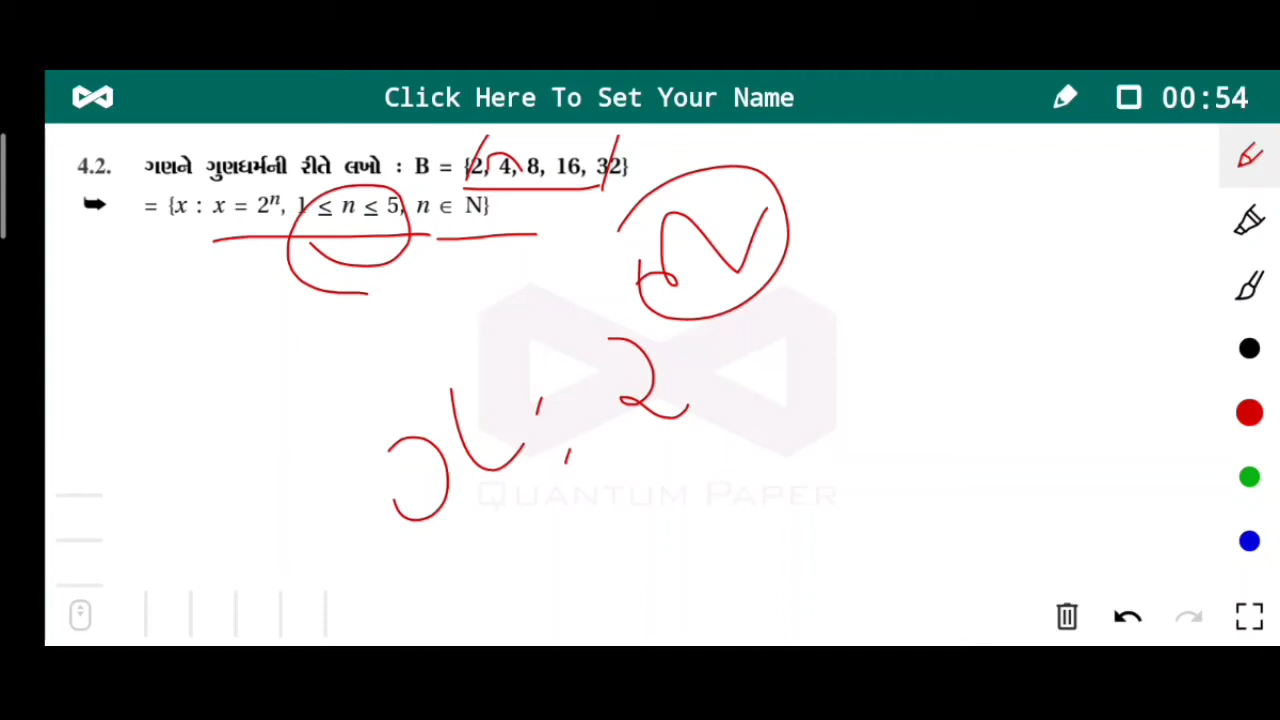 Click Here To Set Your Name
00:54
4.2. ગણને ગુણધર્મની રીતે લખો : B = {2, 4, 8, 16, 32}
➥ = {x : x = 2ⁿ, 1 ≤ n ≤ 5, n ∈ N}
2
QUANTUM PAPER